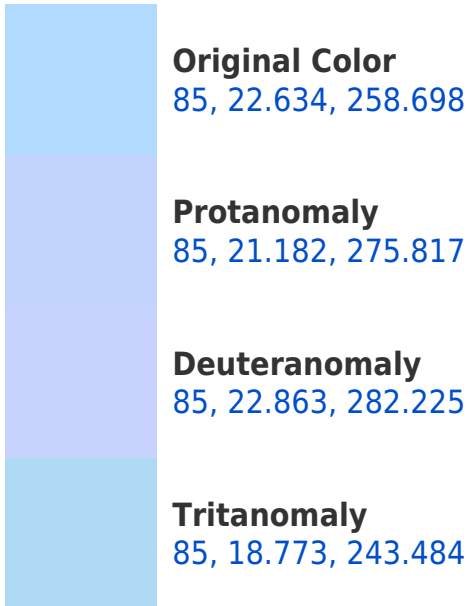 Original Color
85, 22.634, 258.698
Protanomaly
85, 21.182, 275.817
Deuteranomaly
85, 22.863, 282.225
Tritanomaly
85, 18.773, 243.484